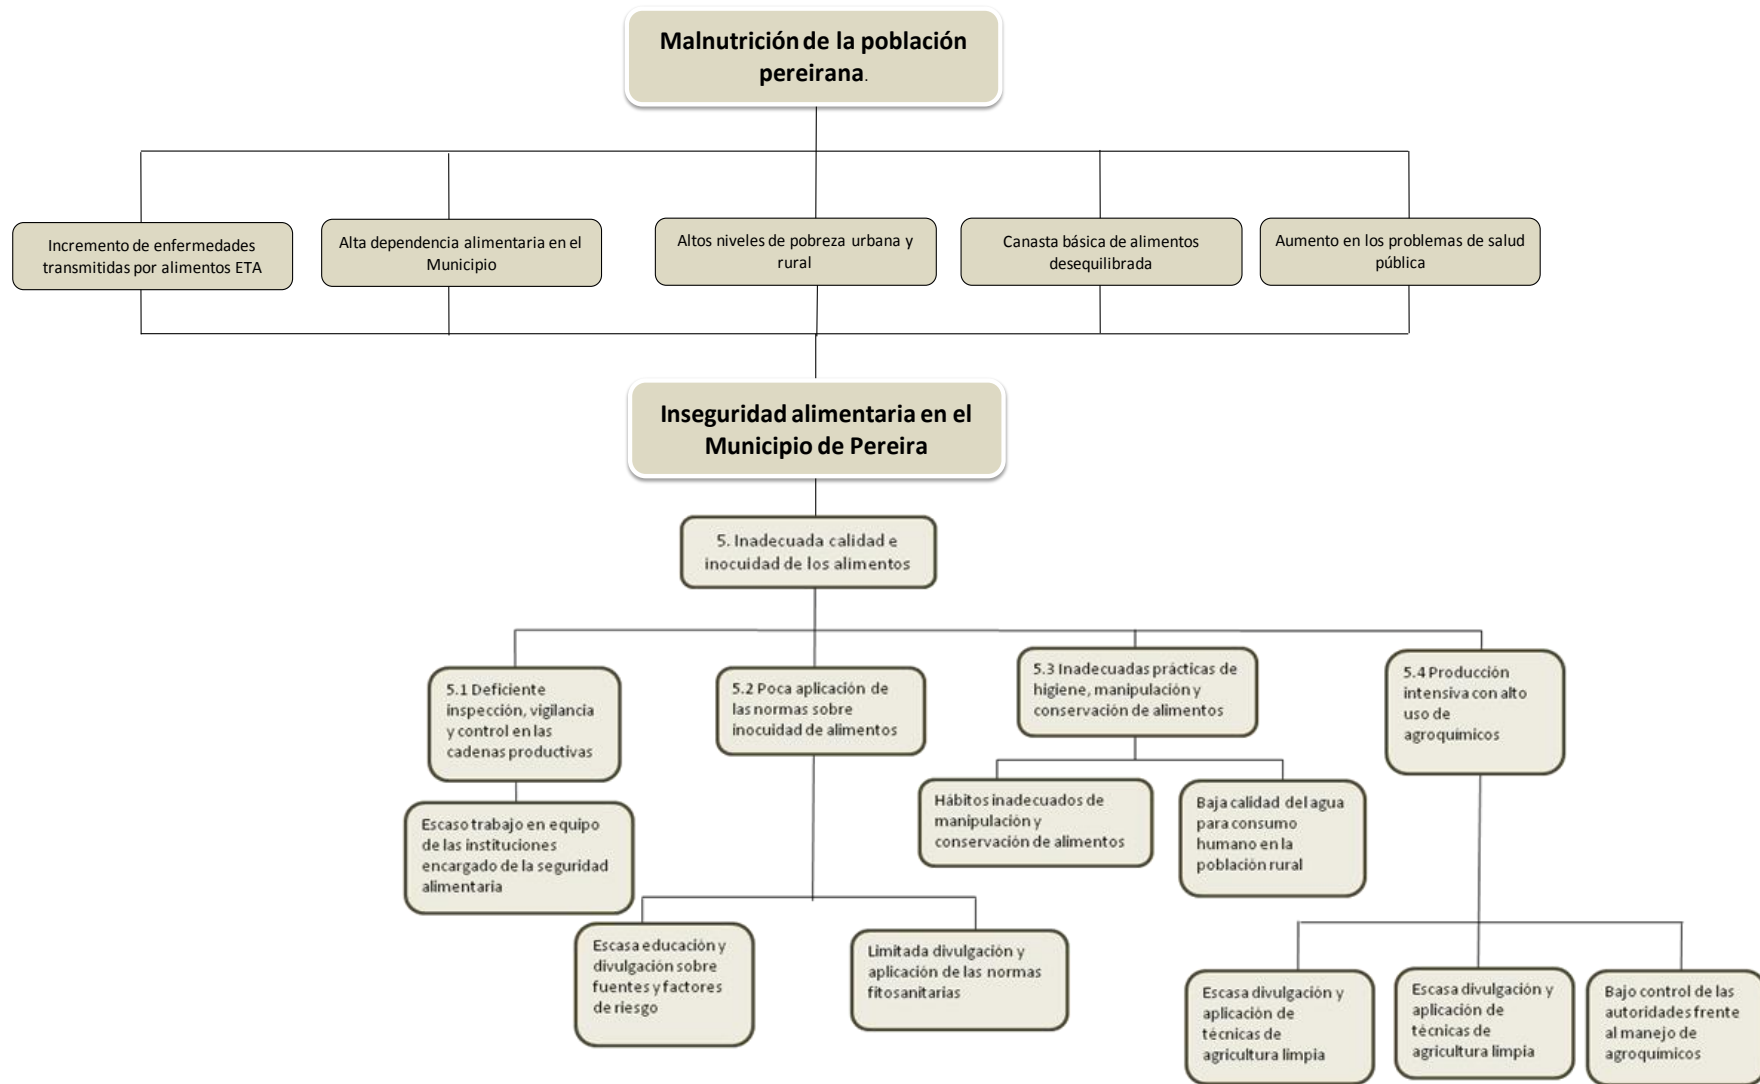 Malnutrición de la población
pereirana.
Incremento de enfermedades
transmitidas por alimentos ETA
Alta dependencia alimentaria en el
Municipio
Altos niveles de pobreza urbana y
rural
Canasta básica de alimentos
desequilibrada
Aumento en los problemas de salud
pública
Inseguridad alimentaria en el
Municipio de Pereira
5. Inadecuada calidad e
inocuidad de los alimentos
5.1 Deficiente
inspección, vigilancia
y control en las
cadenas productivas
5.2 Poca aplicación de
las normas sobre
inocuidad de alimentos
5.3 Inadecuadas prácticas de
higiene, manipulación y
conservación de alimentos
5.4 Producción
intensiva con alto
uso de
agroquímicos
Escaso trabajo en equipo
de las instituciones
encargado de la seguridad
alimentaria
Hábitos inadecuados de
manipulación y
conservación de alimentos
Baja calidad del agua
para consumo
humano en la
población rural
Escasa educación y
divulgación sobre
fuentes y factores
de riesgo
Limitada divulgación y
aplicación de las normas
fitosanitarias
Escasa divulgación y
aplicación de
técnicas de
agricultura limpia
Escasa divulgación y
aplicación de
técnicas de
agricultura limpia
Bajo control de las
autoridades frente
al manejo de
agroquímicos